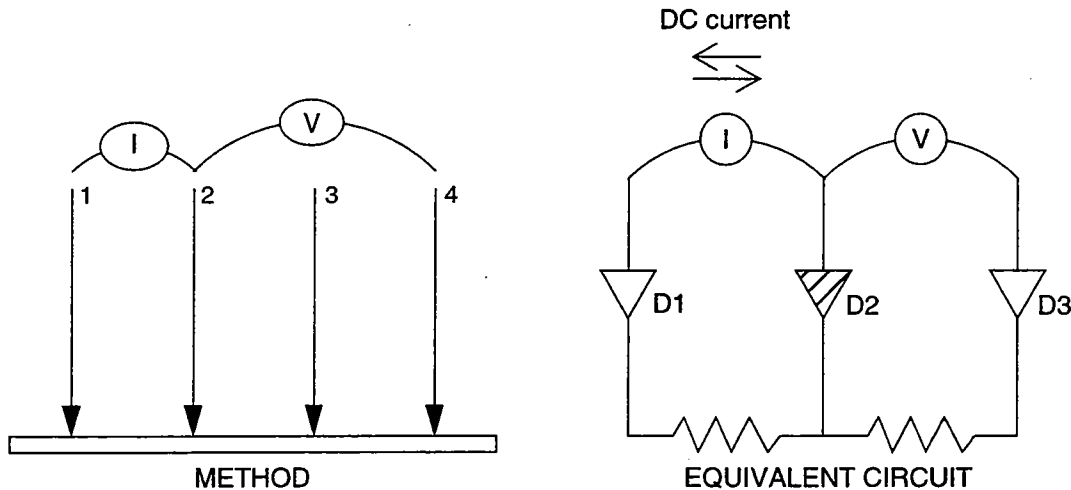 DC current
I
V
1
2
3
4
METHOD
I
V
D1
D2
D3
EQUIVALENT CIRCUIT